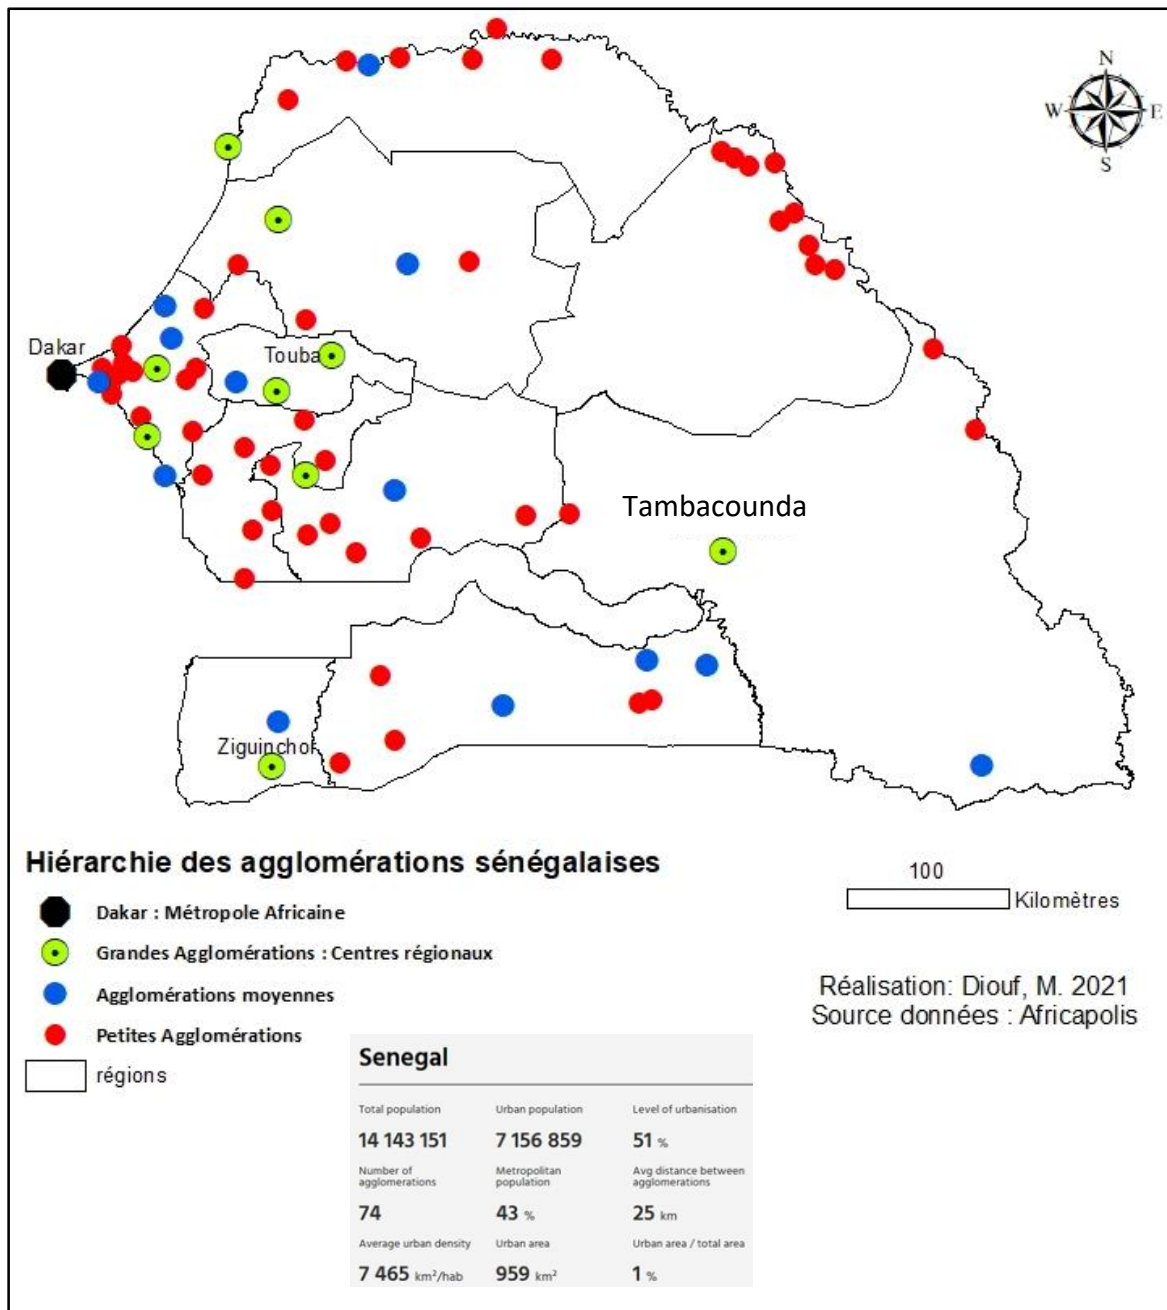 N
W E
S
Dakar
Touba
Tambacounda
Ziguinchor
Hiérarchie des agglomérations sénégalaises
Dakar : Métropole Africaine
Grandes Agglomérations : Centres régionaux
Agglomérations moyennes
Petites Agglomérations
régions
100
Kilomètres
Réalisation: Diouf, M. 2021
Source données : Africapolis
Senegal
Total population Urban population Level of urbanisation
14 143 151 7 156 859 51 %
Number of Metropolitan Avg distance between
agglomerations population agglomerations
74 43 % 25 km
Average urban density Urban area Urban area / total area
7 465 km²/hab 959 km² 1 %